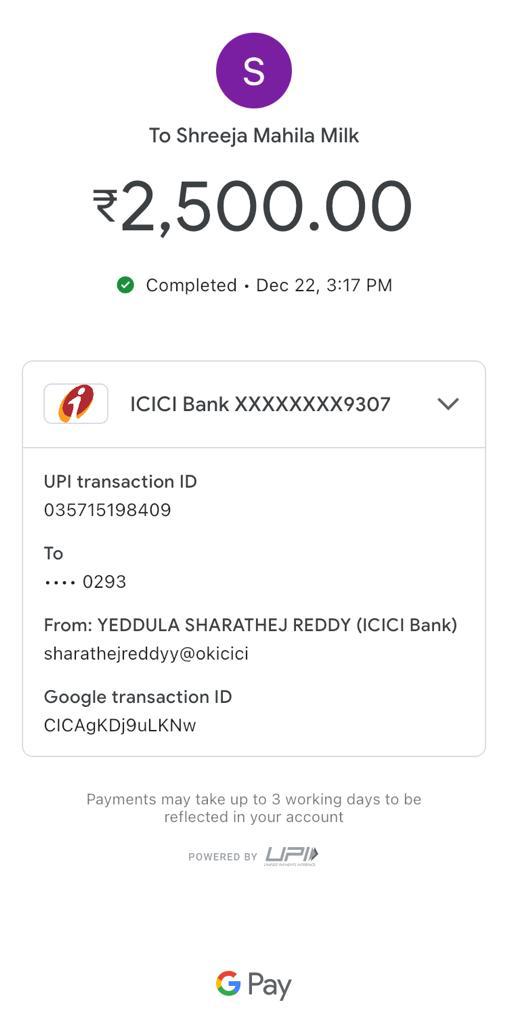 S
To Shreeja Mahila Milk
₹2,500.00
Completed • Dec 22, 3:17 PM
ICICI Bank XXXXXXXX9307
UPI transaction ID
035715198409
To
•••• 0293
From: YEDDULA SHARATHEJ REDDY (ICICI Bank)
sharathejreddyy@okicici
Google transaction ID
CICAgKDj9uLKNw
Payments may take up to 3 working days to be
reflected in your account
POWERED BY UPI
UNIFIED PAYMENTS INTERFACE
G Pay